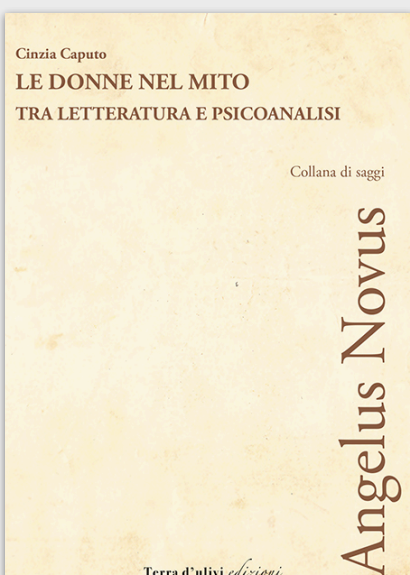 Cinzia Caputo
LE DONNE NEL MITO
TRA LETTERATURA E PSICOANALISI
Collana di saggi
Angelus Novus
Terra d'ulivi edizioni